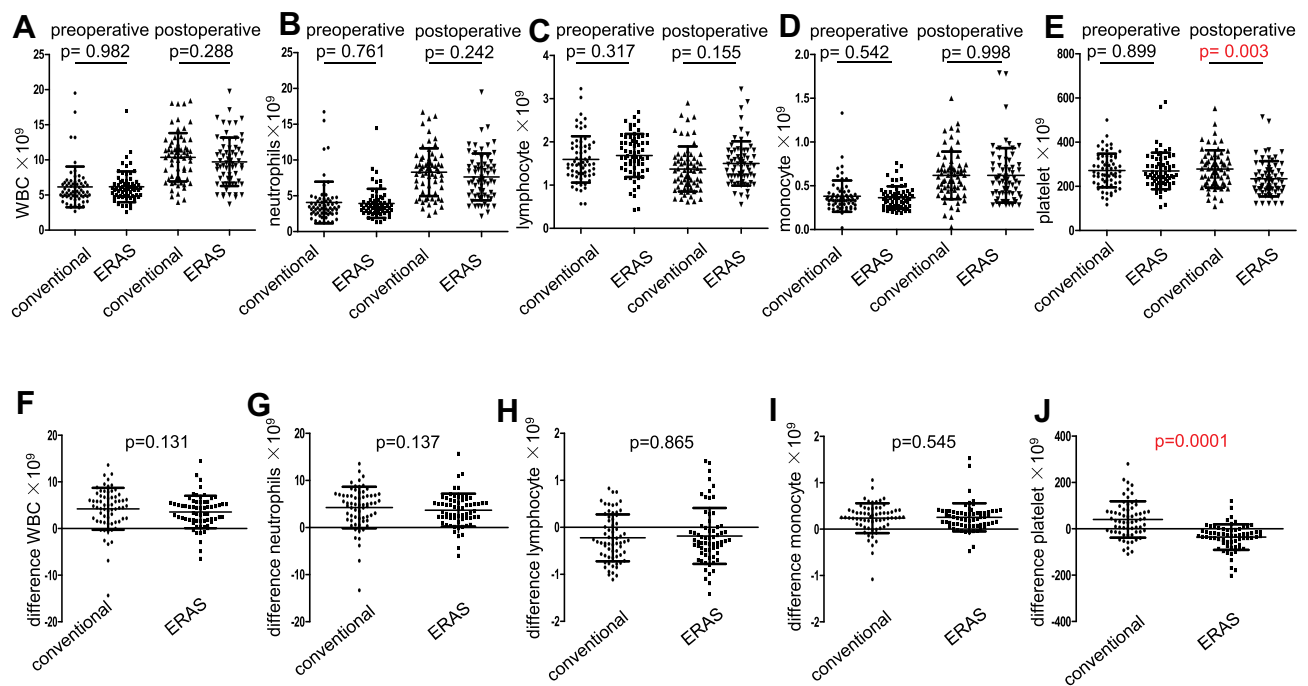 A
preoperative postoperative
p= 0.982 p=0.288
WBC ×10⁹
25
20
15
10
5
0
conventional
ERAS
conventional
ERAS
B
preoperative postoperative
p= 0.761 p= 0.242
neutrophils×10⁹
25
20
15
10
5
0
conventional
ERAS
conventional
ERAS
C
preoperative postoperative
p= 0.317 p= 0.155
lymphocyte ×10⁹
4
3
2
1
0
conventional
ERAS
conventional
ERAS
D
preoperative postoperative
p= 0.542 p= 0.998
monocyte ×10⁹
2.0
1.5
1.0
0.5
0.0
conventional
ERAS
conventional
ERAS
E
preoperative postoperative
p= 0.899 p= 0.003
platelet ×10⁹
800
600
400
200
0
conventional
ERAS
conventional
ERAS
F
p=0.131
difference WBC ×10⁹
20
10
0
-10
-20
conventional
ERAS
G
p=0.137
difference neutrophils ×10⁹
20
10
0
-10
-20
conventional
ERAS
H
p=0.865
difference lymphocyte ×10⁹
2
1
0
-1
-2
conventional
ERAS
I
p=0.545
difference monocyte ×10⁹
2
1
0
-1
-2
conventional
ERAS
J
p=0.0001
difference platelet ×10⁹
400
200
0
-200
-400
conventional
ERAS